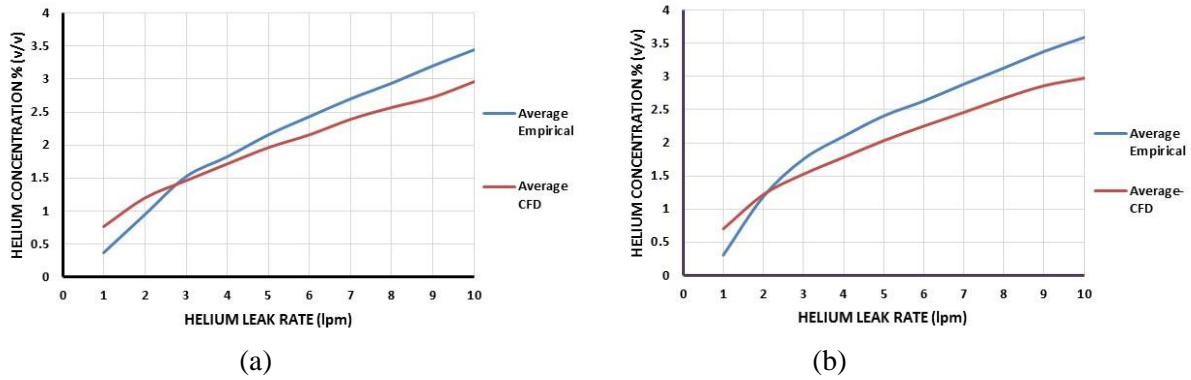 HELIUM CONCENTRATION % (v/v)
4
3.5
3
2.5
2
1.5
1
0.5
0
0 1 2 3 4 5 6 7 8 9 10
HELIUM LEAK RATE (lpm)
Average
Empirical
Average
CFD
(a)
HELIUM CONCENTRATION % (v/v)
4
3.5
3
2.5
2
1.5
1
0.5
0
0 1 2 3 4 5 6 7 8 9 10
HELIUM LEAK RATE (lpm)
Average
Empirical
Average-
CFD
(b)